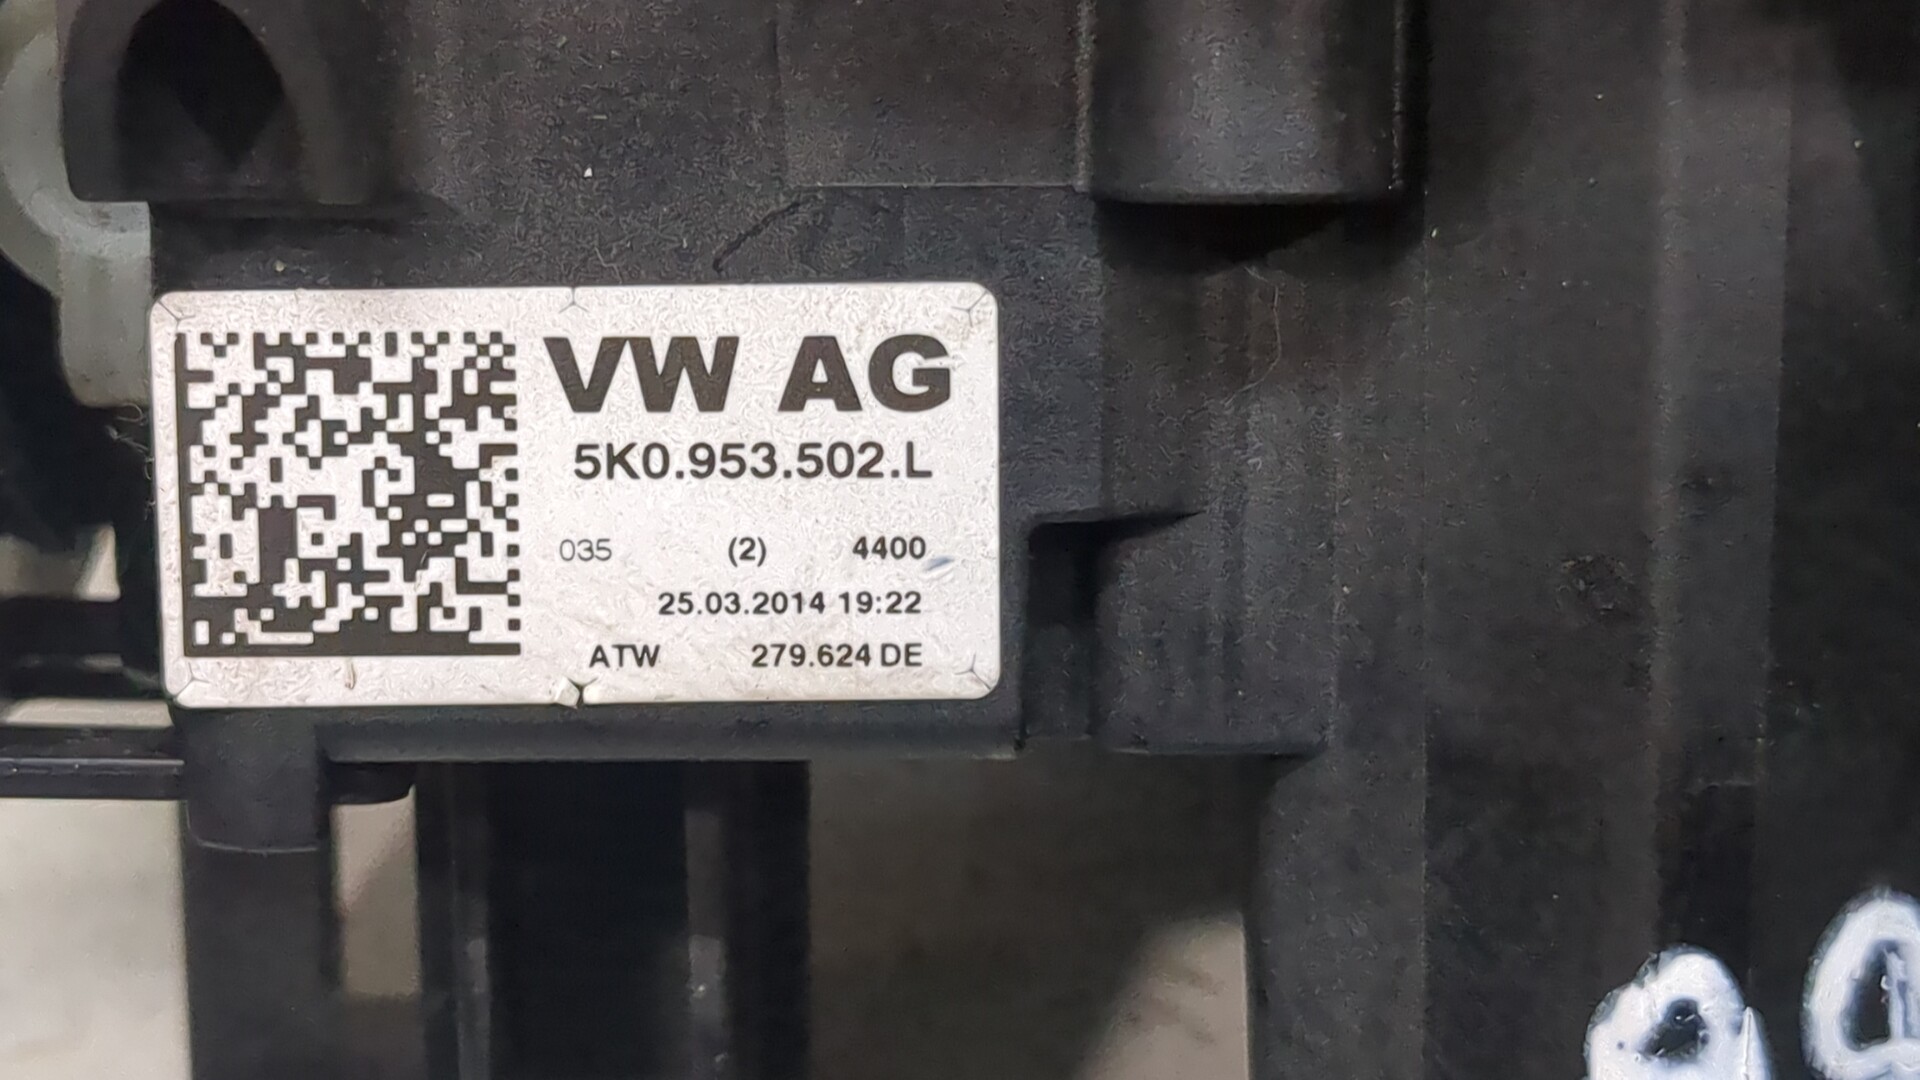 VW AG
5K0.953.502.L
035 (2) 4400
25.03.2014 19:22
ATW 279.624 DE